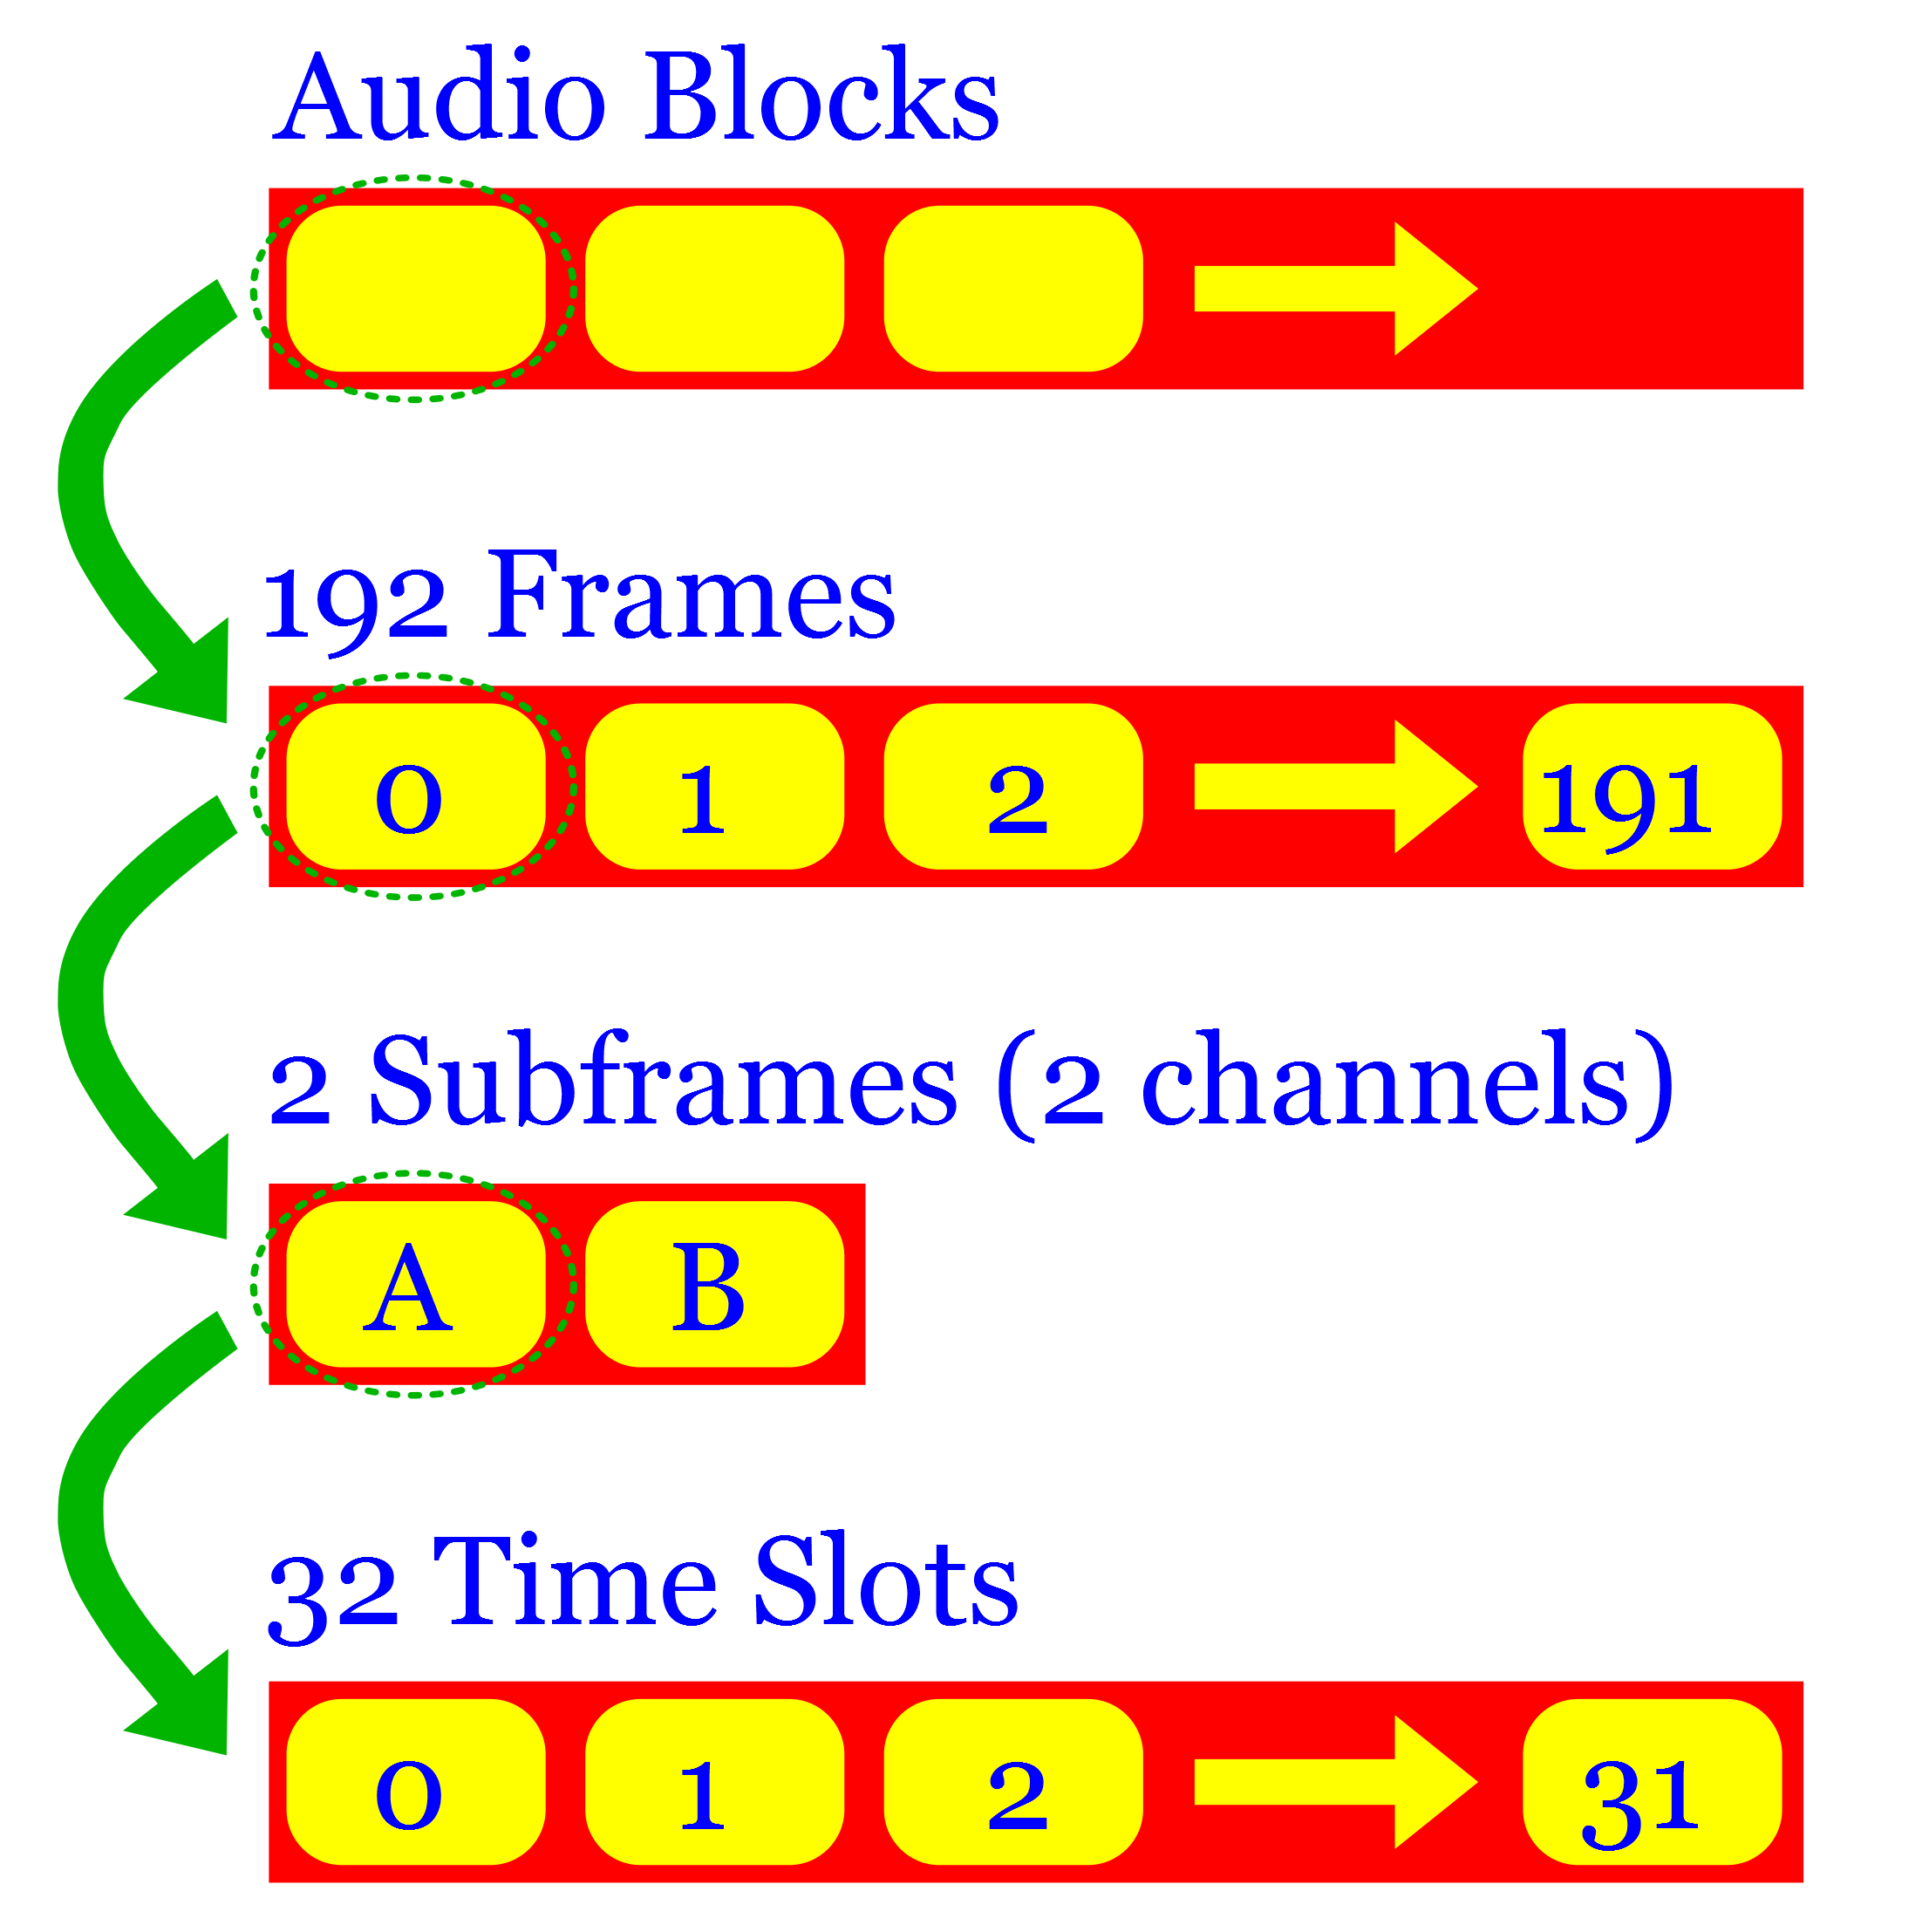 Audio Blocks
192 Frames
0 1 2 191
2 Subframes (2 channels)
A B
32 Time Slots
0 1 2 31